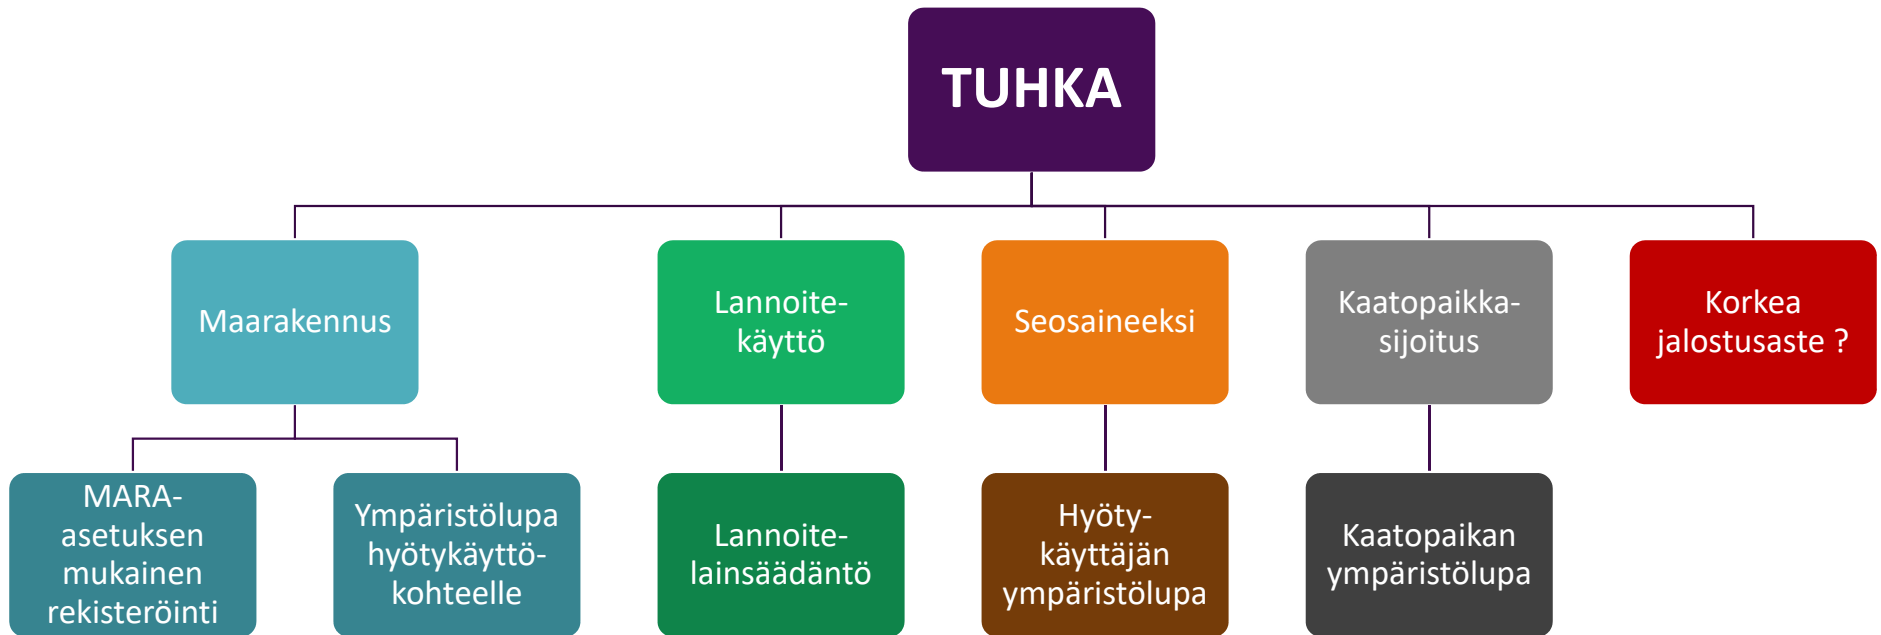 TUHKA
Maarakennus
Lannoite-
käyttö
Seosaineeksi
Kaatopaikka-
sijoitus
Korkea
jalostusaste ?
MARA-
asetuksen
mukainen
rekisteröinti
Ympäristölupa
hyötykäyttö-
kohteelle
Lannoite-
lainsäädäntö
Hyöty-
käyttäjän
ympäristölupa
Kaatopaikan
ympäristölupa